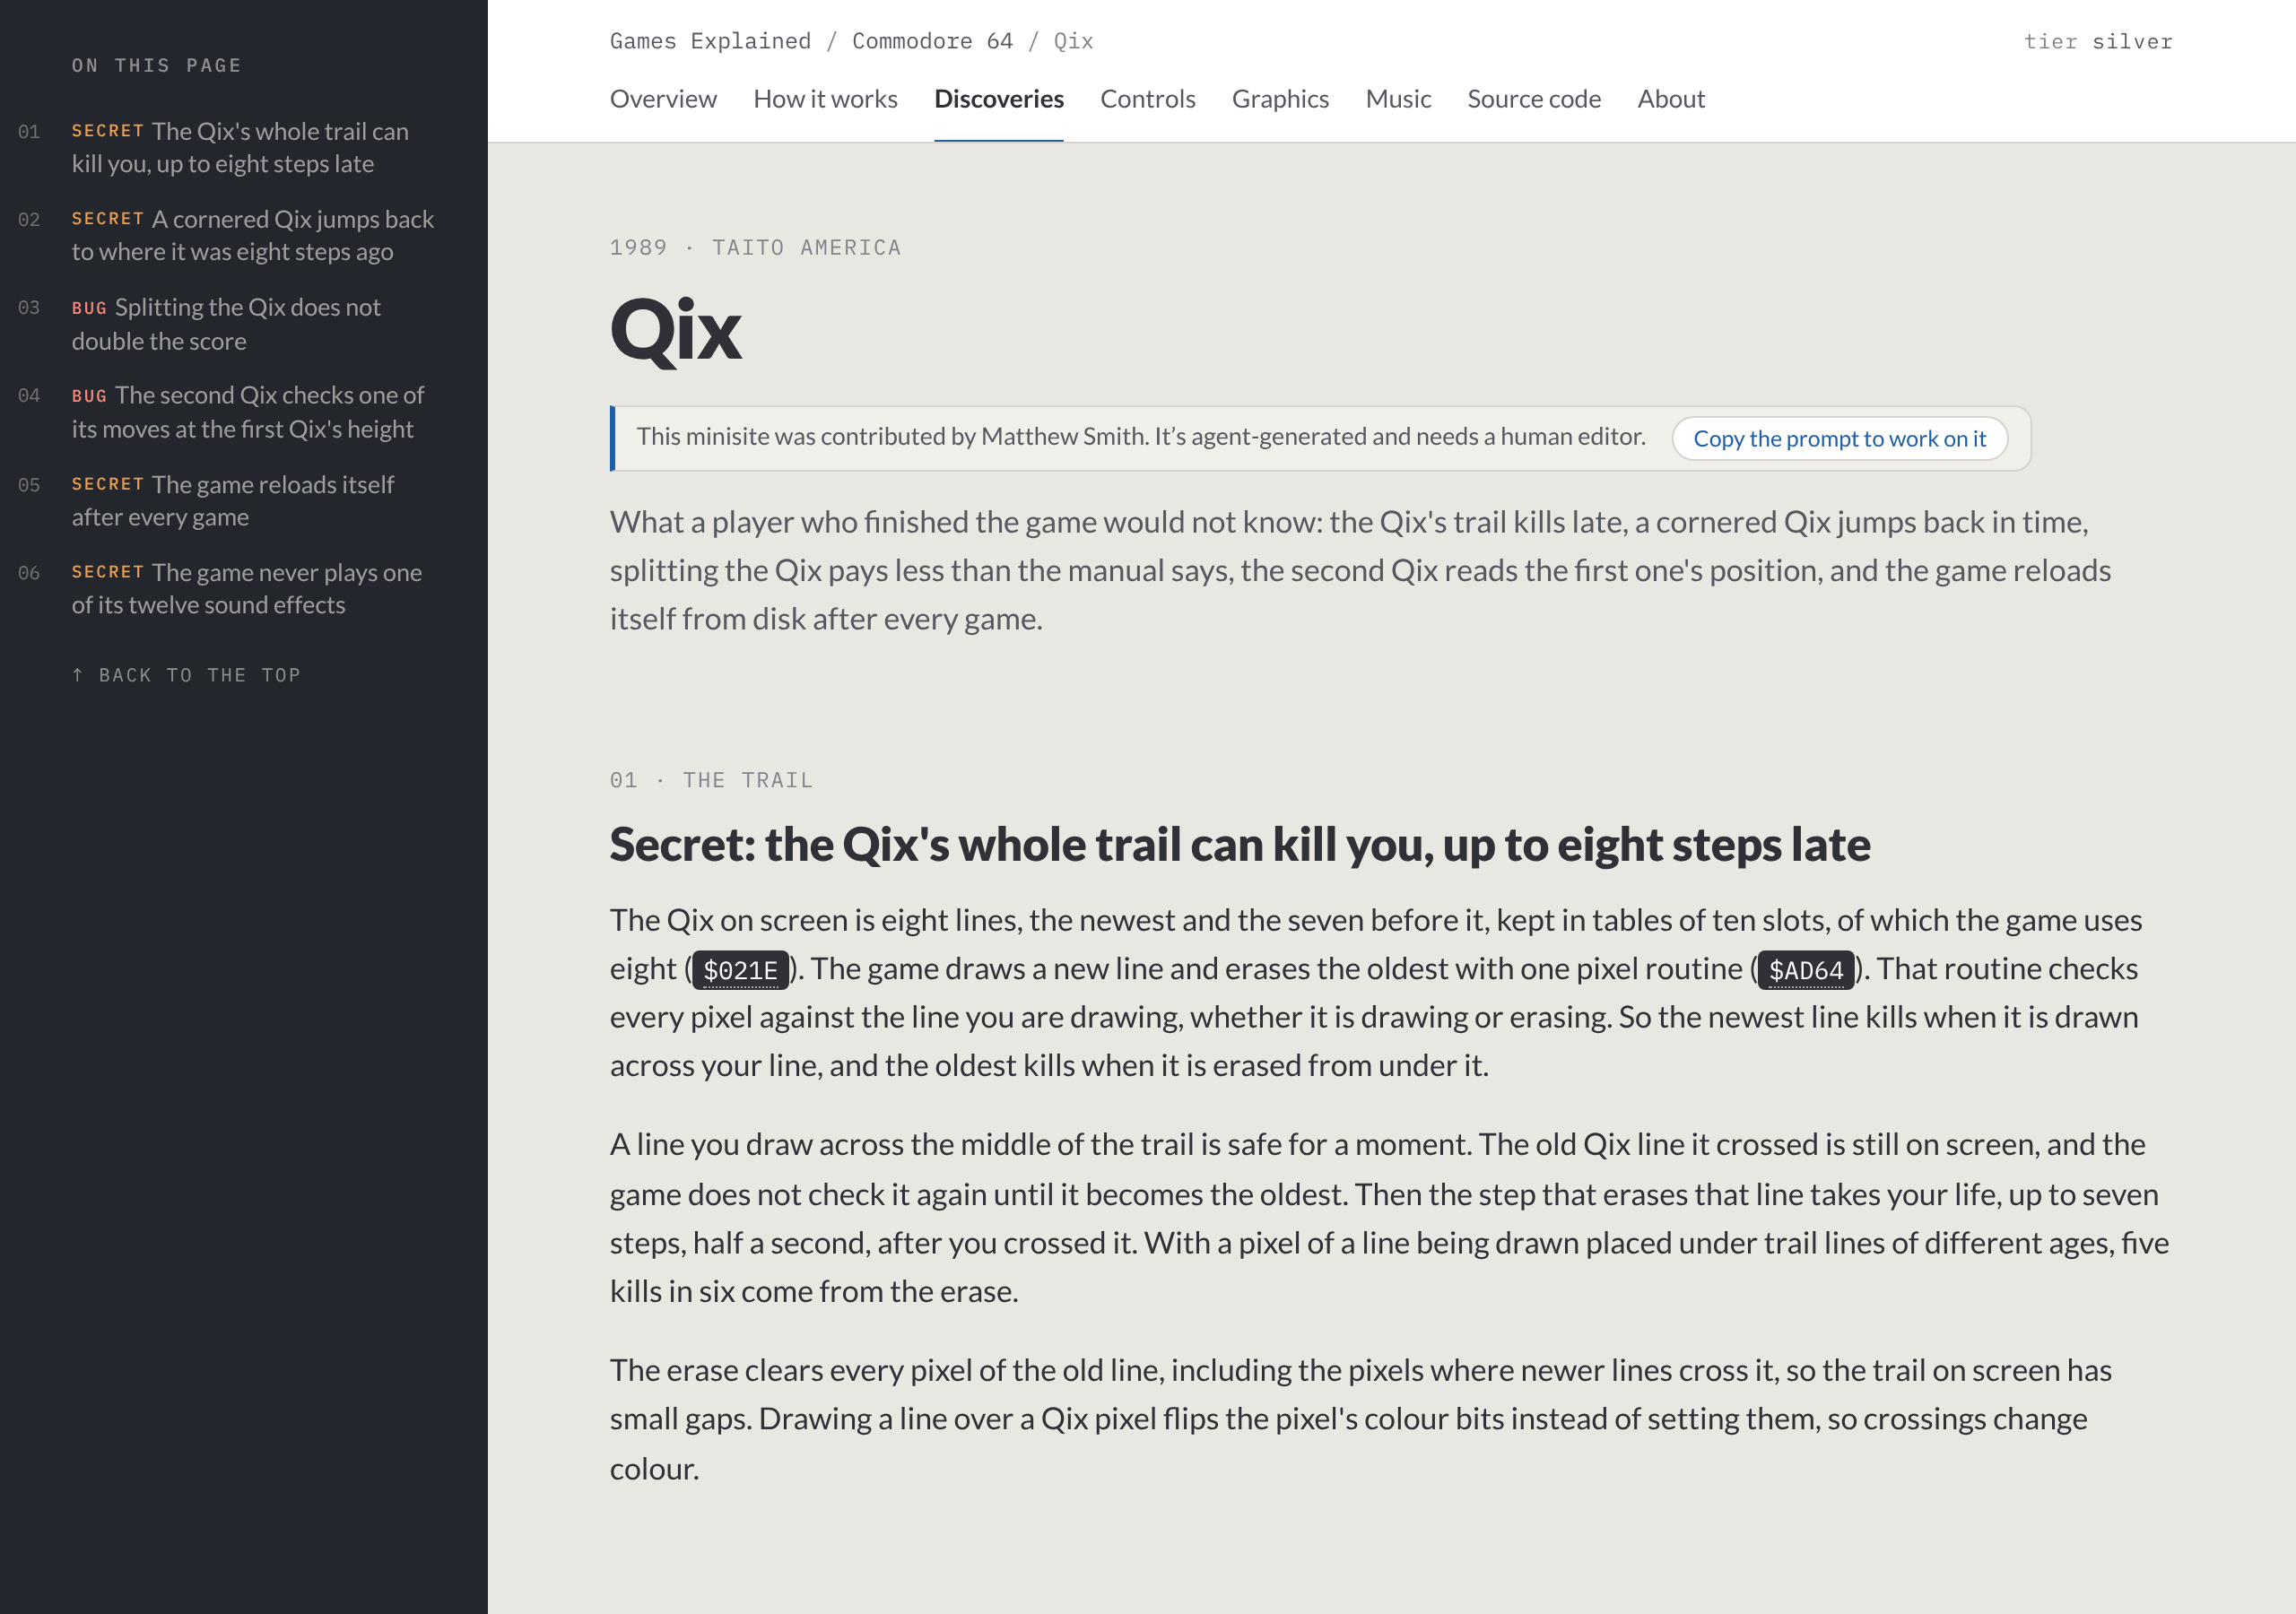 ON THIS PAGE
01 SECRET The Qix's whole trail can
kill you, up to eight steps late
02 SECRET A cornered Qix jumps back
to where it was eight steps ago
03 BUG Splitting the Qix does not
double the score
04 BUG The second Qix checks one of
its moves at the first Qix's height
05 SECRET The game reloads itself
after every game
06 SECRET The game never plays one
of its twelve sound effects
↑ BACK TO THE TOP
Games Explained / Commodore 64 / Qix
tier silver
Overview How it works Discoveries Controls Graphics Music Source code About
1989 · TAITO AMERICA
Qix
This minisite was contributed by Matthew Smith. It’s agent-generated and needs a human editor. Copy the prompt to work on it
What a player who finished the game would not know: the Qix's trail kills late, a cornered Qix jumps back in time,
splitting the Qix pays less than the manual says, the second Qix reads the first one's position, and the game reloads
itself from disk after every game.
01 · THE TRAIL
Secret: the Qix's whole trail can kill you, up to eight steps late
The Qix on screen is eight lines, the newest and the seven before it, kept in tables of ten slots, of which the game uses
eight ($021E). The game draws a new line and erases the oldest with one pixel routine ($AD64). That routine checks
every pixel against the line you are drawing, whether it is drawing or erasing. So the newest line kills when it is drawn
across your line, and the oldest kills when it is erased from under it.
A line you draw across the middle of the trail is safe for a moment. The old Qix line it crossed is still on screen, and the
game does not check it again until it becomes the oldest. Then the step that erases that line takes your life, up to seven
steps, half a second, after you crossed it. With a pixel of a line being drawn placed under trail lines of different ages, five
kills in six come from the erase.
The erase clears every pixel of the old line, including the pixels where newer lines cross it, so the trail on screen has
small gaps. Drawing a line over a Qix pixel flips the pixel's colour bits instead of setting them, so crossings change
colour.